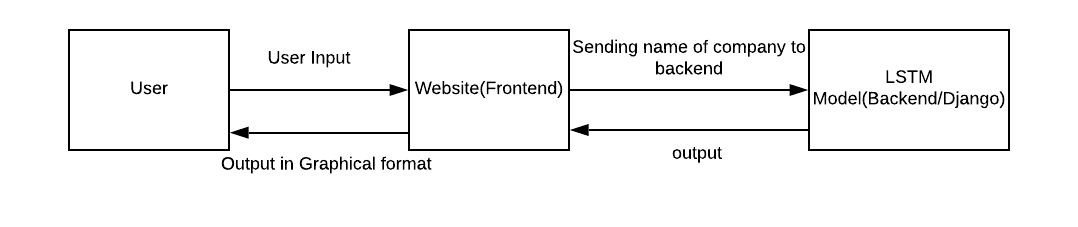 User
User Input
Output in Graphical format
Website(Frontend)
Sending name of company to
backend
output
LSTM
Model(Backend/Django)